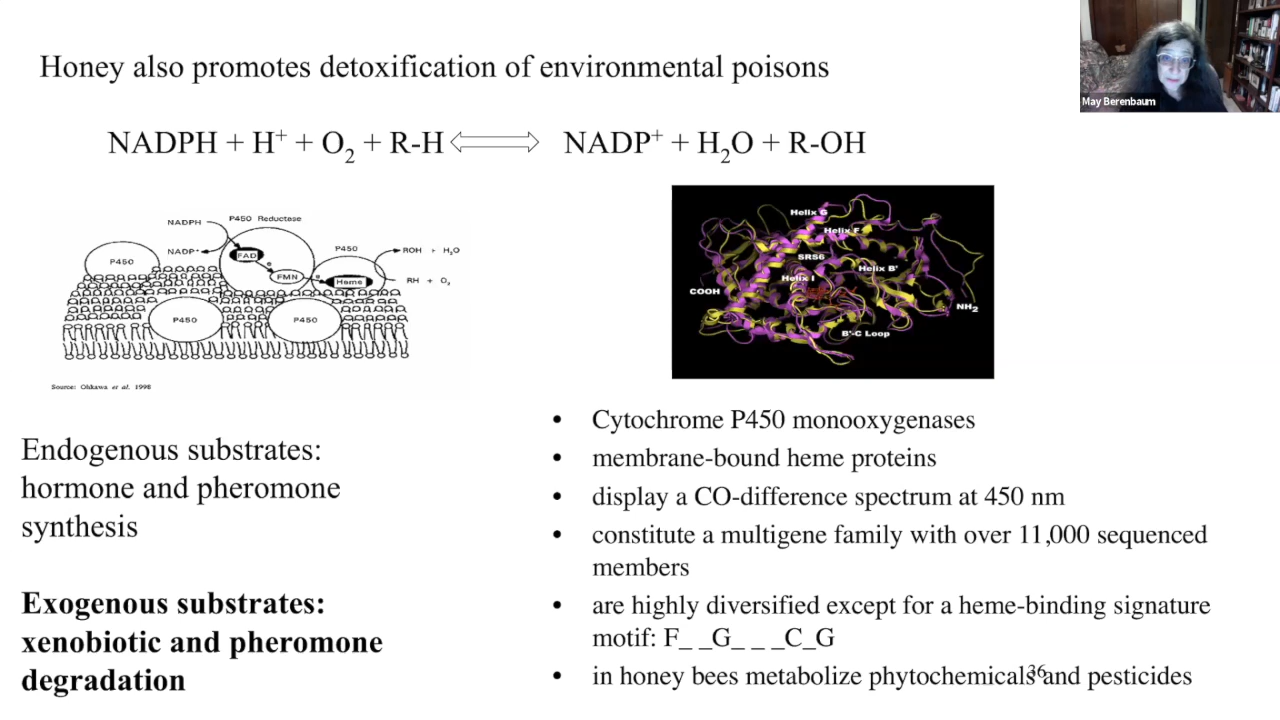 Honey also promotes detoxification of environmental poisons
May Berenbaum
NADPH + H⁺ + O₂ + R-H ⟺ NADP⁺ + H₂O + R-OH
NADPH
P450 Reductase
NADP⁺
FAD
e
FMN
e
P450
Heme
ROH + H₂O
RH + O₂
P450
P450
P450
Source: Ohkawa et al. 1998
Helix G
Helix F
SRS6
Helix B'
Helix I
COOH
NH₂
B'-C Loop
Endogenous substrates:
hormone and pheromone
synthesis
Exogenous substrates:
xenobiotic and pheromone
degradation
• Cytochrome P450 monooxygenases
• membrane-bound heme proteins
• display a CO-difference spectrum at 450 nm
• constitute a multigene family with over 11,000 sequenced
members
• are highly diversified except for a heme-binding signature
motif: F_ _G_ _ _C_G
• in honey bees metabolize phytochemicals and pesticides
36